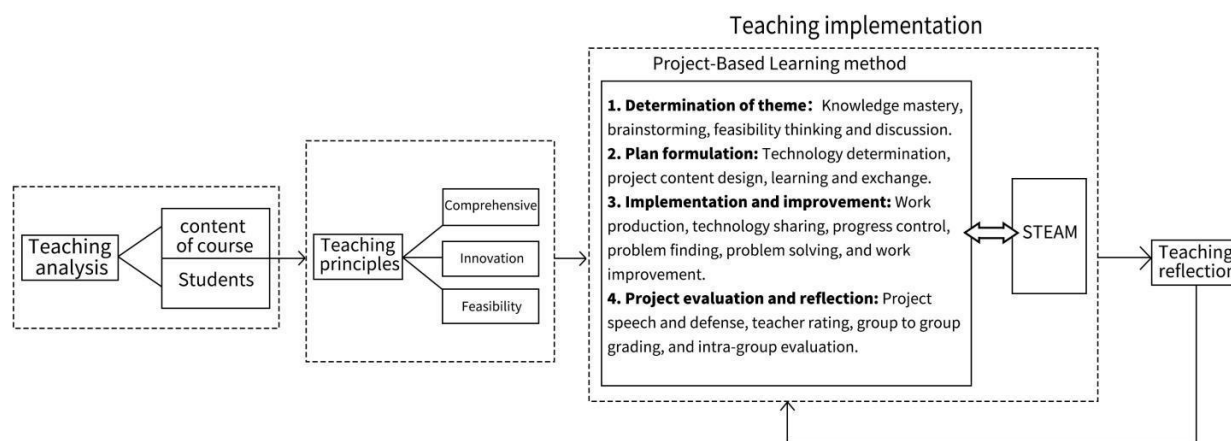 Teaching implementation
Project-Based Learning method
1. Determination of theme: Knowledge mastery,
brainstorming, feasibility thinking and discussion.
2. Plan formulation: Technology determination,
project content design, learning and exchange.
3. Implementation and improvement: Work
production, technology sharing, progress control,
problem finding, problem solving, and work
improvement.
4. Project evaluation and reflection: Project
speech and defense, teacher rating, group to group
grading, and intra-group evaluation.
STEAM
Teaching
analysis
content
of course
Students
Teaching
principles
Comprehensive
Innovation
Feasibility
Teaching
reflection